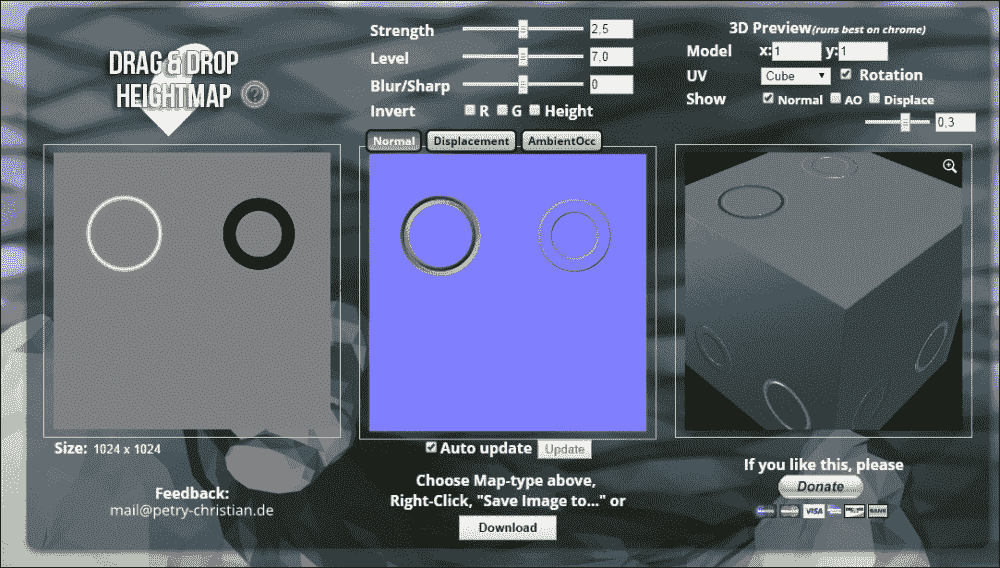 DRAG & DROP
HEIGHTMAP
?
Strength 2,5
Level 7,0
Blur/Sharp 0
Invert R G Height
3D Preview(runs best on chrome)
Model x:1 y:1
UV Cube Rotation
Show Normal AO Displace
0,3
Normal Displacement AmbientOcc
Size: 1024 x 1024
Feedback:
mail@petry-christian.de
Auto update Update
Choose Map-type above,
Right-Click, "Save Image to..." or
Download
If you like this, please
Donate
VISA